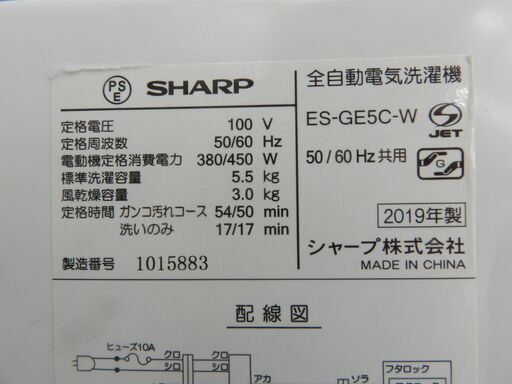 PS
E
SHARP
定格電圧 100 V
定格周波数 50/60 Hz
電動機定格消費電力 380/450 W
標準洗濯容量 5.5 kg
風乾燥容量 3.0 kg
定格時間 ガンコ汚れコース 54/50 min
洗いのみ 17/17 min
製造番号 1015883
全自動電気洗濯機
ES-GE5C-W
JET
50/60 Hz共用
G
2019年製
シャープ株式会社
MADE IN CHINA
配線図
ヒューズ10A
クロ クロ
シロ シロ
アカ
ソラ
フタロック